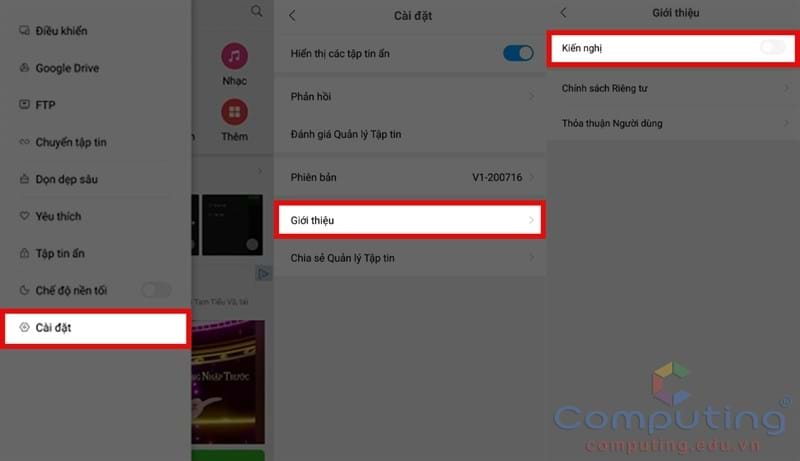 Điều khiển
Google Drive
FTP
Chuyển tập tin
Dọn dẹp sâu
Yêu thích
Tập tin ẩn
Chế độ nền tối
Cài đặt
Nhạc
Thêm
Tam Tiểu Vũ, tái
NG NHẬP TRƯỚC
Cài đặt
Hiển thị các tập tin ẩn
Phản hồi
Đánh giá Quản lý Tập tin
Phiên bản V1-200716
Giới thiệu
Chia sẻ Quản lý Tập tin
Giới thiệu
Kiến nghị
Chính sách Riêng tư
Thỏa thuận Người dùng
Computing®
computing.edu.vn